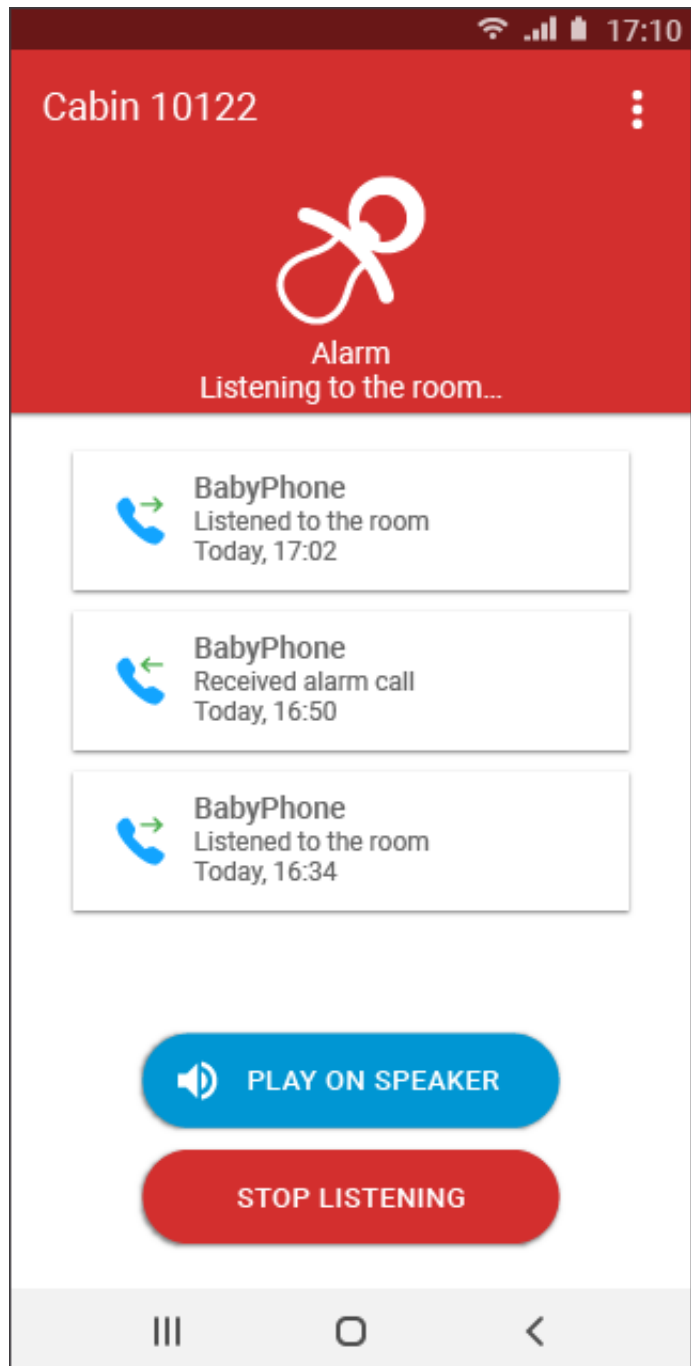 17:10
Cabin 10122
Alarm
Listening to the room...
BabyPhone
Listened to the room
Today, 17:02
BabyPhone
Received alarm call
Today, 16:50
BabyPhone
Listened to the room
Today, 16:34
PLAY ON SPEAKER
STOP LISTENING